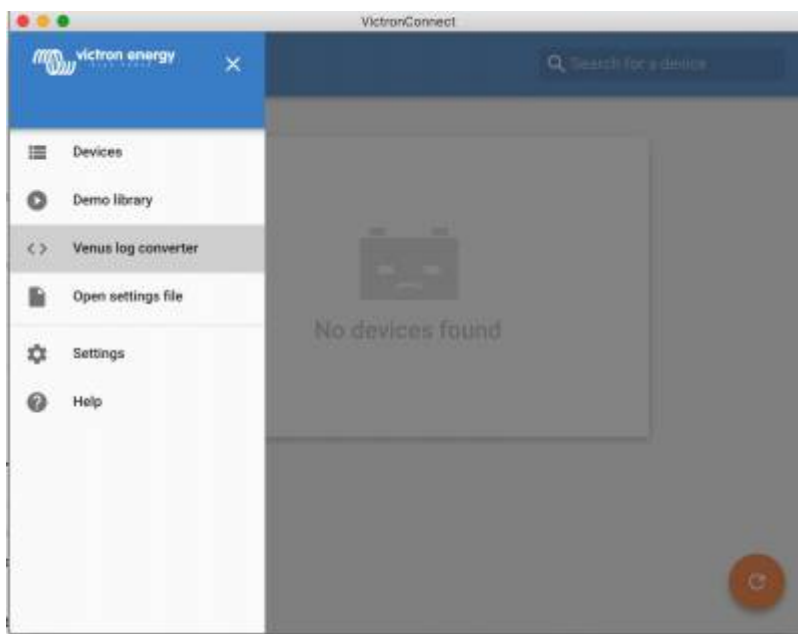 VictronConnect
victron energy
Search for a device
Devices
Demo library
Venus log converter
Open settings file
No devices found
Settings
Help